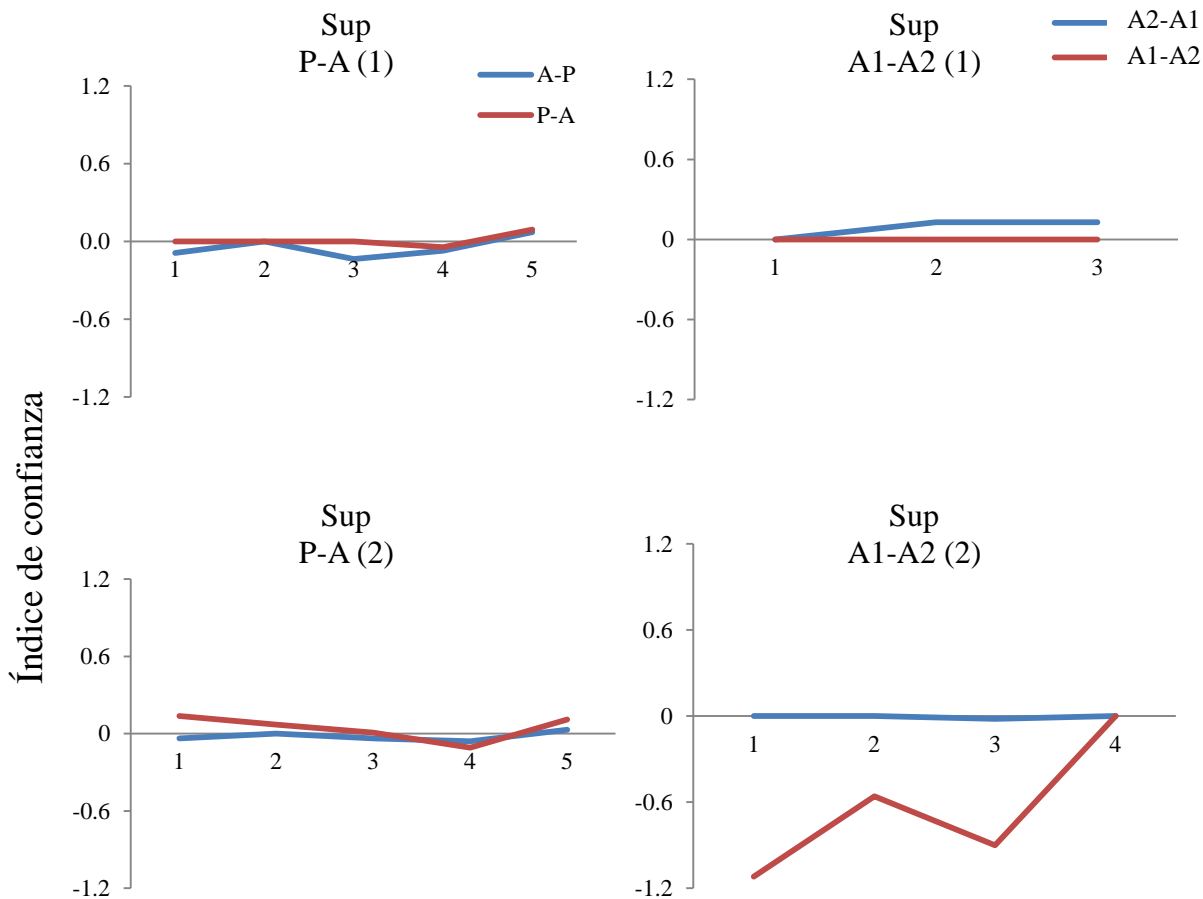 Sup
P-A (1)
A-P
P-A
1.2
0.6
0.0
-0.6
-1.2
1
2
3
4
5
Sup
A1-A2 (1)
A2-A1
A1-A2
1.2
0.6
0
-0.6
-1.2
1
2
3
Índice de confianza
Sup
P-A (2)
1.2
0.6
0
-0.6
-1.2
1
2
3
4
5
Sup
A1-A2 (2)
1.2
0.6
0
-0.6
-1.2
1
2
3
4